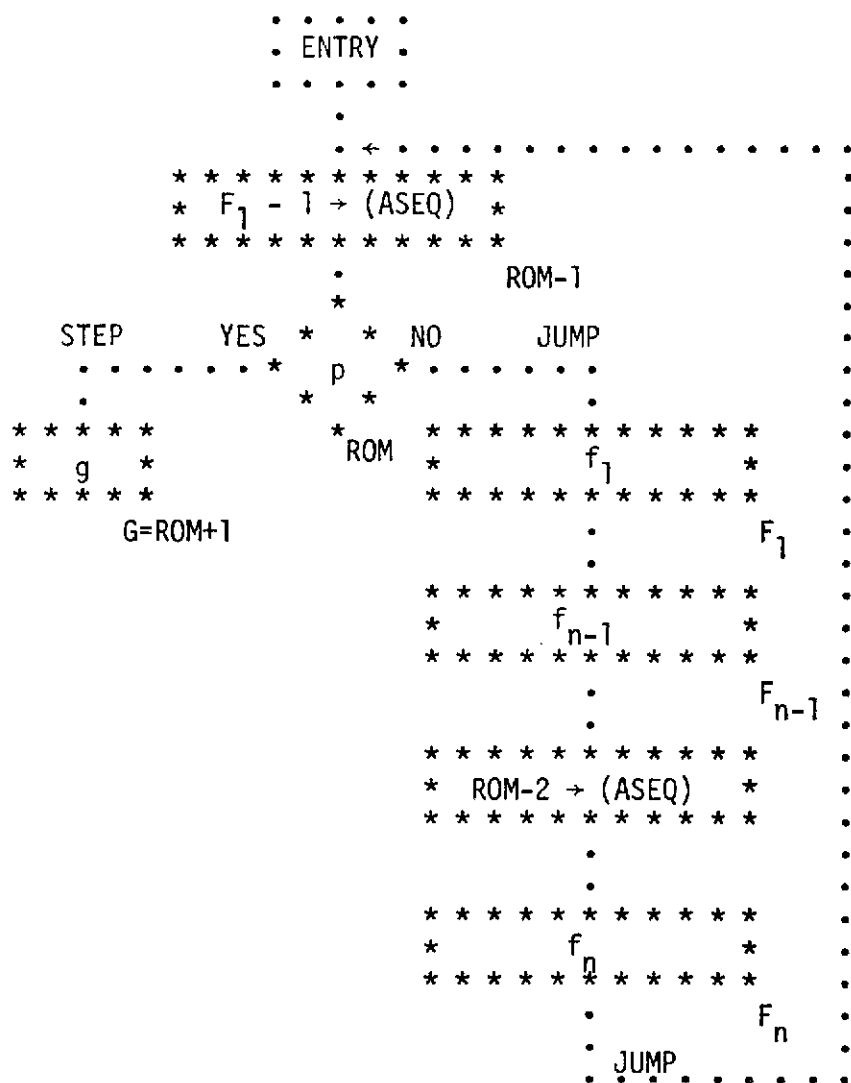 ENTRY
F₁ - 1 → (ASEQ)
ROM-1
STEP YES NO JUMP
p
ROM
g
f₁
G=ROM+1
F₁
fₙ₋₁
Fₙ₋₁
ROM-2 → (ASEQ)
fₙ
Fₙ
JUMP